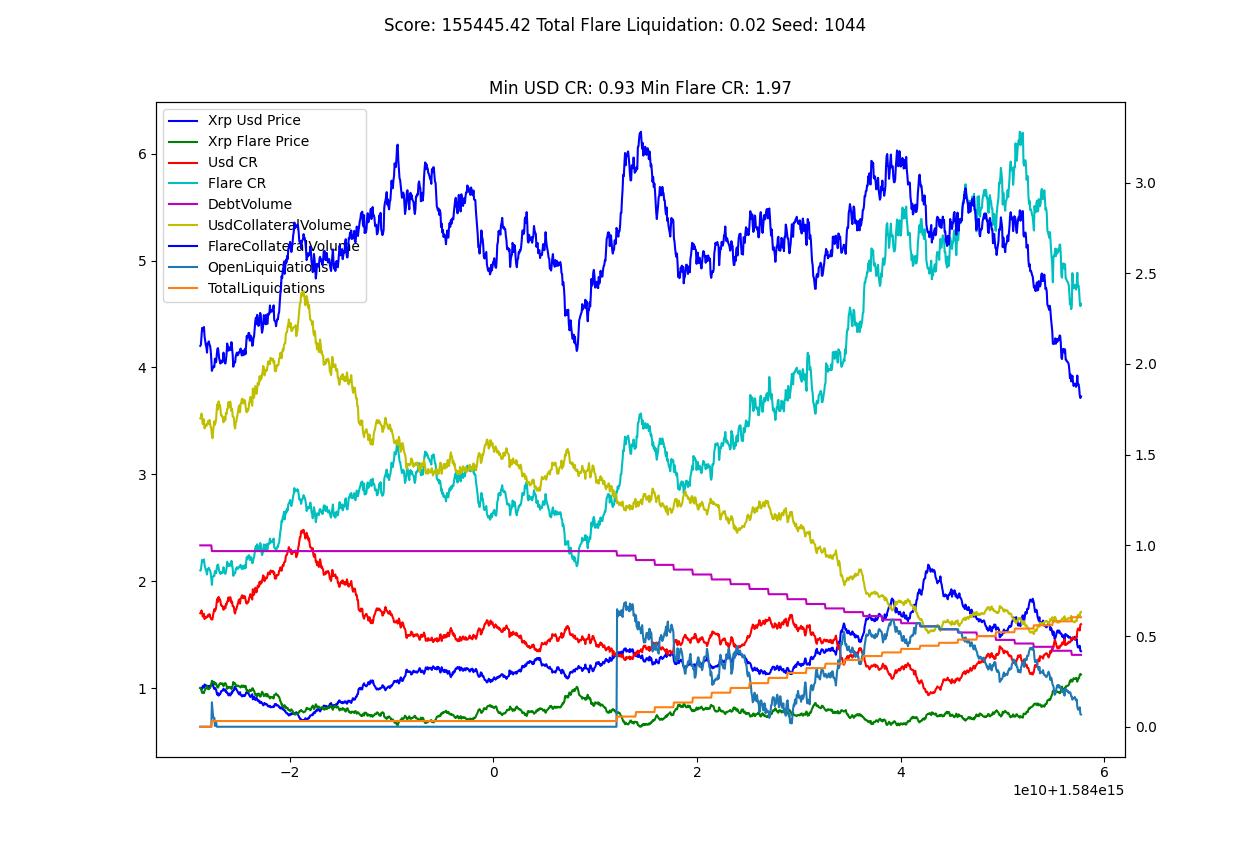 Score: 155445.42 Total Flare Liquidation: 0.02 Seed: 1044
Min USD CR: 0.93 Min Flare CR: 1.97
Xrp Usd Price
Xrp Flare Price
Usd CR
Flare CR
DebtVolume
UsdCollateralVolume
FlareCollateralVolume
OpenLiquidations
TotalLiquidations
6
5
4
3
2
1
3.0
2.5
2.0
1.5
1.0
0.5
0.0
−2
0
2
4
6
1e10+1.584e15